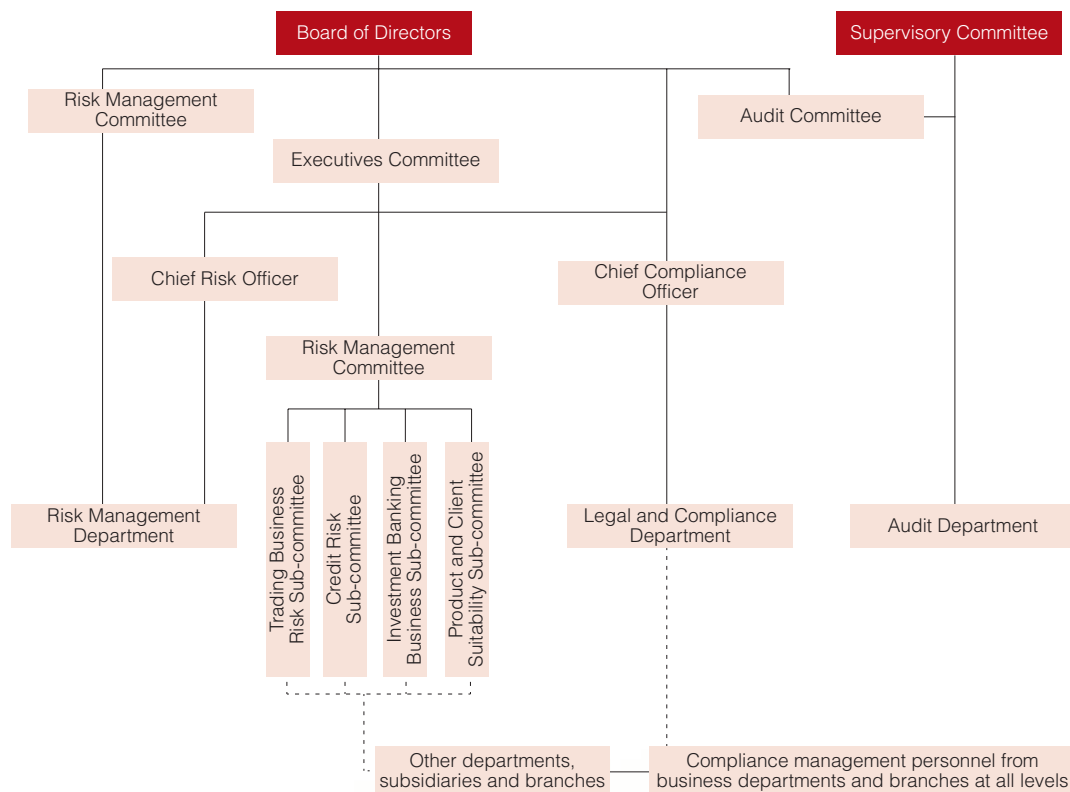 Board of Directors
Supervisory Committee
Risk Management
Committee
Audit Committee
Executives Committee
Chief Risk Officer
Chief Compliance
Officer
Risk Management
Committee
Trading Business
Risk Sub-committee
Credit Risk
Sub-committee
Investment Banking
Business Sub-committee
Product and Client
Suitability Sub-committee
Risk Management
Department
Legal and Compliance
Department
Audit Department
Other departments,
subsidiaries and branches
Compliance management personnel from
business departments and branches at all levels